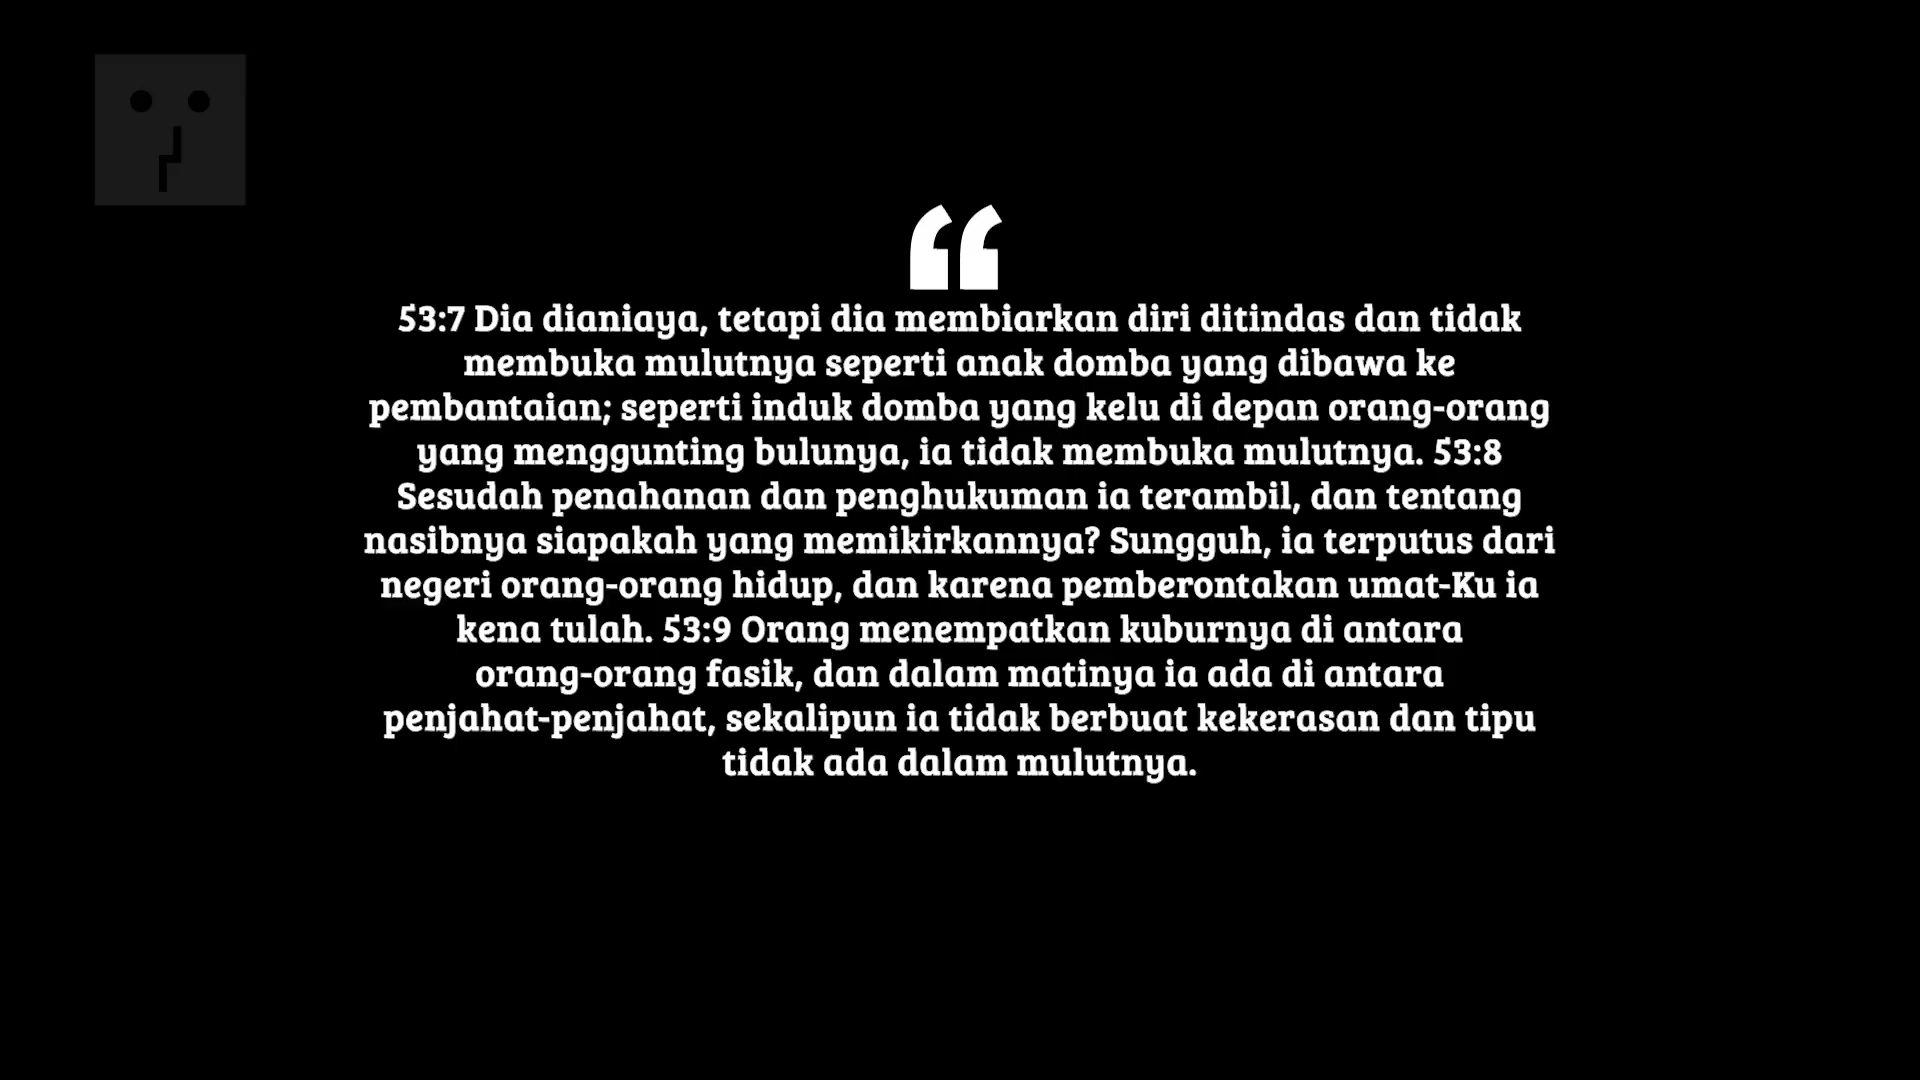 “
53:7 Dia dianiaya, tetapi dia membiarkan diri ditindas dan tidak
membuka mulutnya seperti anak domba yang dibawa ke
pembantaian; seperti induk domba yang kelu di depan orang-orang
yang menggunting bulunya, ia tidak membuka mulutnya. 53:8
Sesudah penahanan dan penghukuman ia terambil, dan tentang
nasibnya siapakah yang memikirkannya? Sungguh, ia terputus dari
negeri orang-orang hidup, dan karena pemberontakan umat-Ku ia
kena tulah. 53:9 Orang menempatkan kuburnya di antara
orang-orang fasik, dan dalam matinya ia ada di antara
penjahat-penjahat, sekalipun ia tidak berbuat kekerasan dan tipu
tidak ada dalam mulutnya.